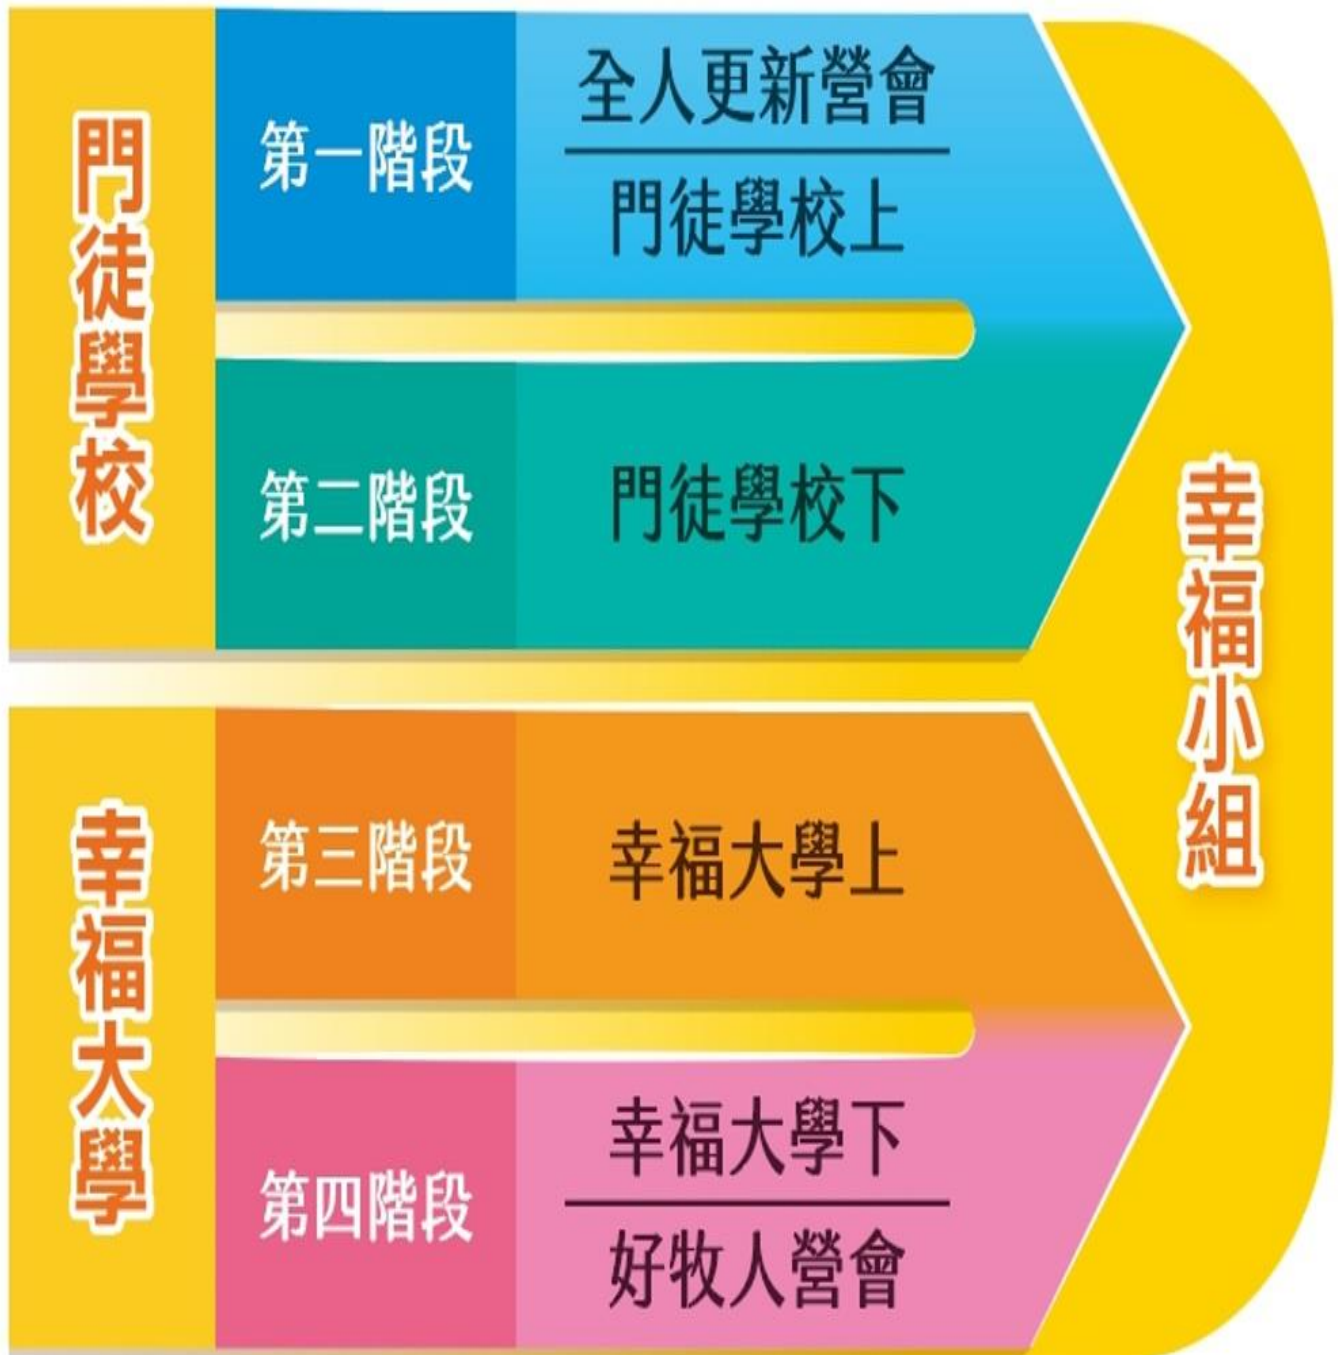 門徒學校
第一階段
全人更新營會
門徒學校上
第二階段
門徒學校下
幸福大學
第三階段
幸福大學上
第四階段
幸福大學下
好牧人營會
幸福小組